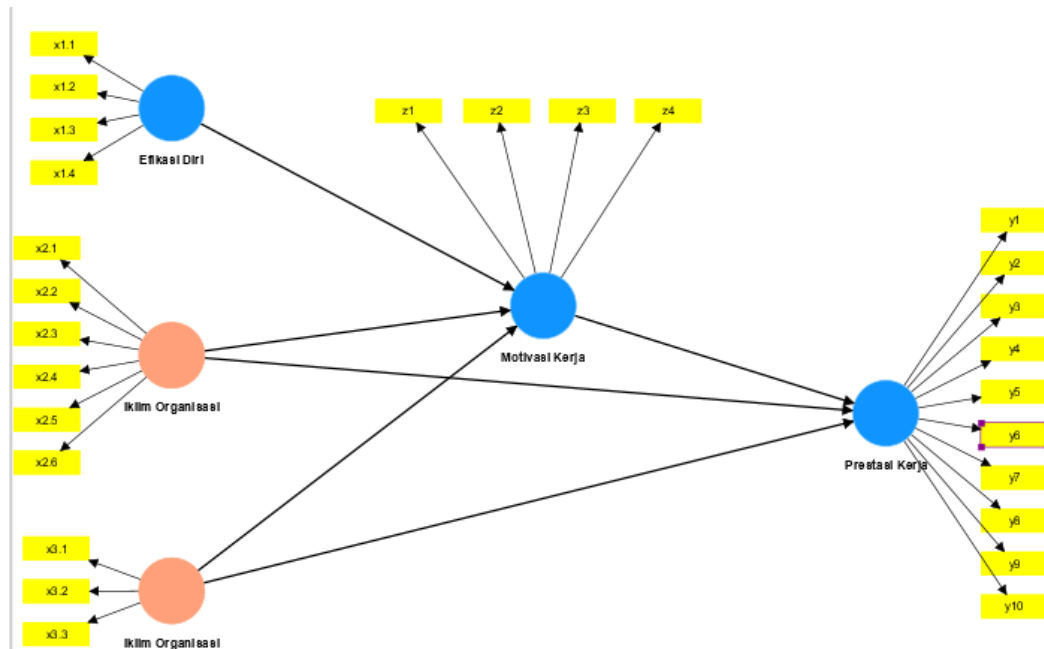 x1.1
x1.2
x1.3
x1.4
Efikasi Diri
z1
z2
z3
z4
x2.1
x2.2
x2.3
x2.4
x2.5
x2.6
Iklim Organisasi
Motivasi Kerja
y1
y2
y3
y4
y5
y6
y7
y8
y9
y10
Prestasi Kerja
x3.1
x3.2
x3.3
Iklim Organisasi